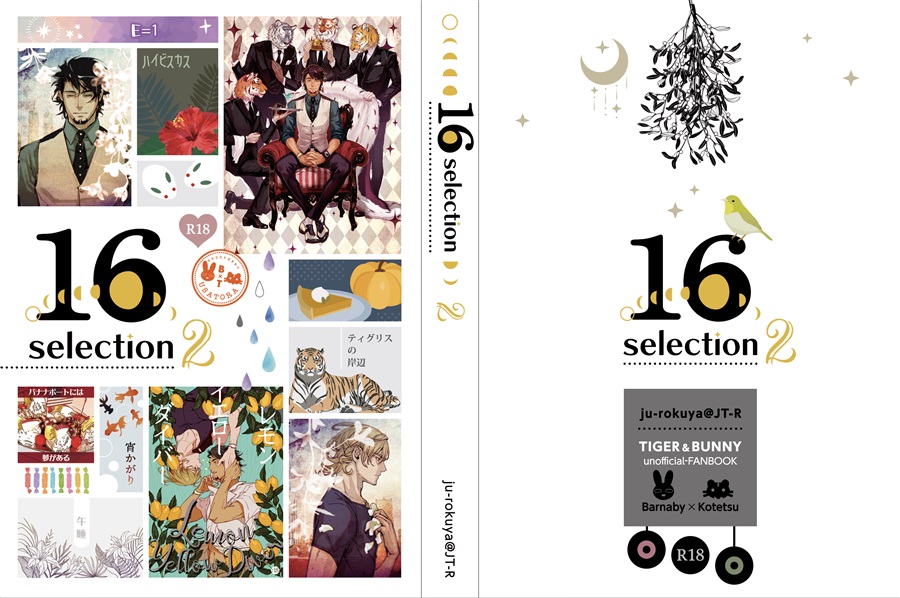 E=1
ハイビスカス
R18
B×T
USATORA
16
selection 2
ティグリス
の
岸辺
バナナボートには
夢がある
宵かがり
午睡
レモン
イエロー
ダイバー
Lemon
Yellow Diver
16 selection 2
ju-rokuya@JT-R
16
selection 2
ju-rokuya@JT-R
TIGER & BUNNY
unofficial-FANBOOK
Barnaby × Kotetsu
R18